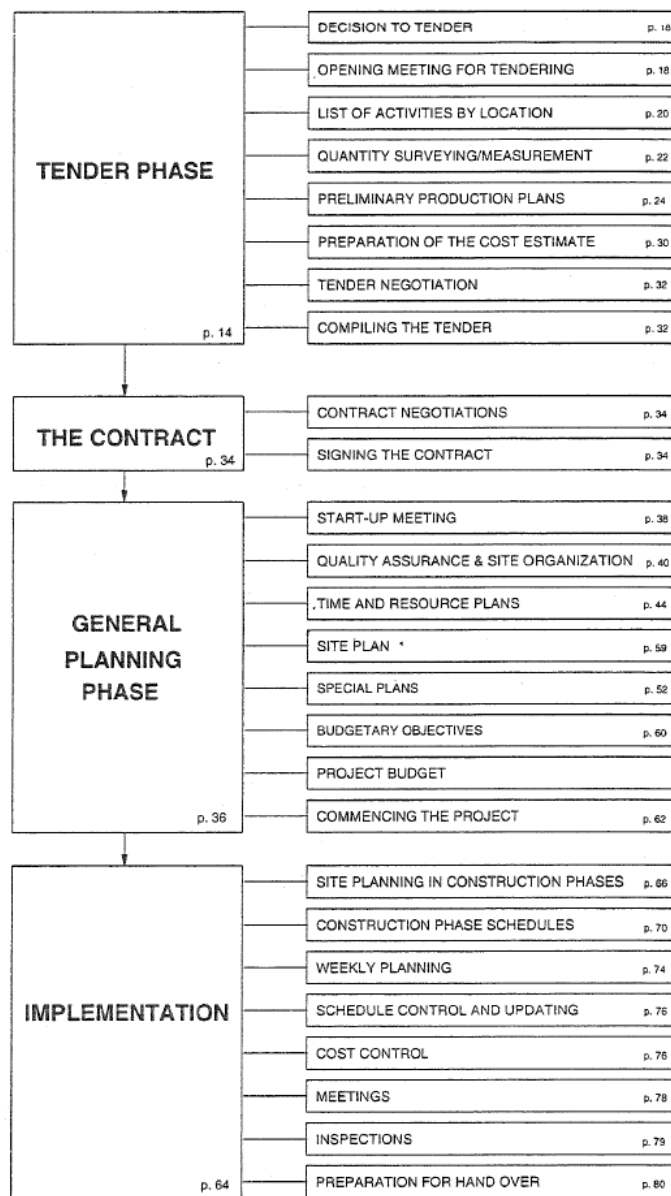 TENDER PHASE
p. 14
DECISION TO TENDER p. 18
OPENING MEETING FOR TENDERING p. 18
LIST OF ACTIVITIES BY LOCATION p. 20
QUANTITY SURVEYING/MEASUREMENT p. 22
PRELIMINARY PRODUCTION PLANS p. 24
PREPARATION OF THE COST ESTIMATE p. 30
TENDER NEGOTIATION p. 32
COMPILING THE TENDER p. 32
THE CONTRACT
p. 34
CONTRACT NEGOTIATIONS p. 34
SIGNING THE CONTRACT p. 34
GENERAL
PLANNING
PHASE
p. 36
START-UP MEETING p. 38
QUALITY ASSURANCE & SITE ORGANIZATION p. 40
TIME AND RESOURCE PLANS p. 44
SITE PLAN p. 59
SPECIAL PLANS p. 52
BUDGETARY OBJECTIVES p. 60
PROJECT BUDGET
COMMENCING THE PROJECT p. 62
IMPLEMENTATION
p. 64
SITE PLANNING IN CONSTRUCTION PHASES p. 66
CONSTRUCTION PHASE SCHEDULES p. 70
WEEKLY PLANNING p. 74
SCHEDULE CONTROL AND UPDATING p. 76
COST CONTROL p. 76
MEETINGS p. 78
INSPECTIONS p. 79
PREPARATION FOR HAND OVER p. 80